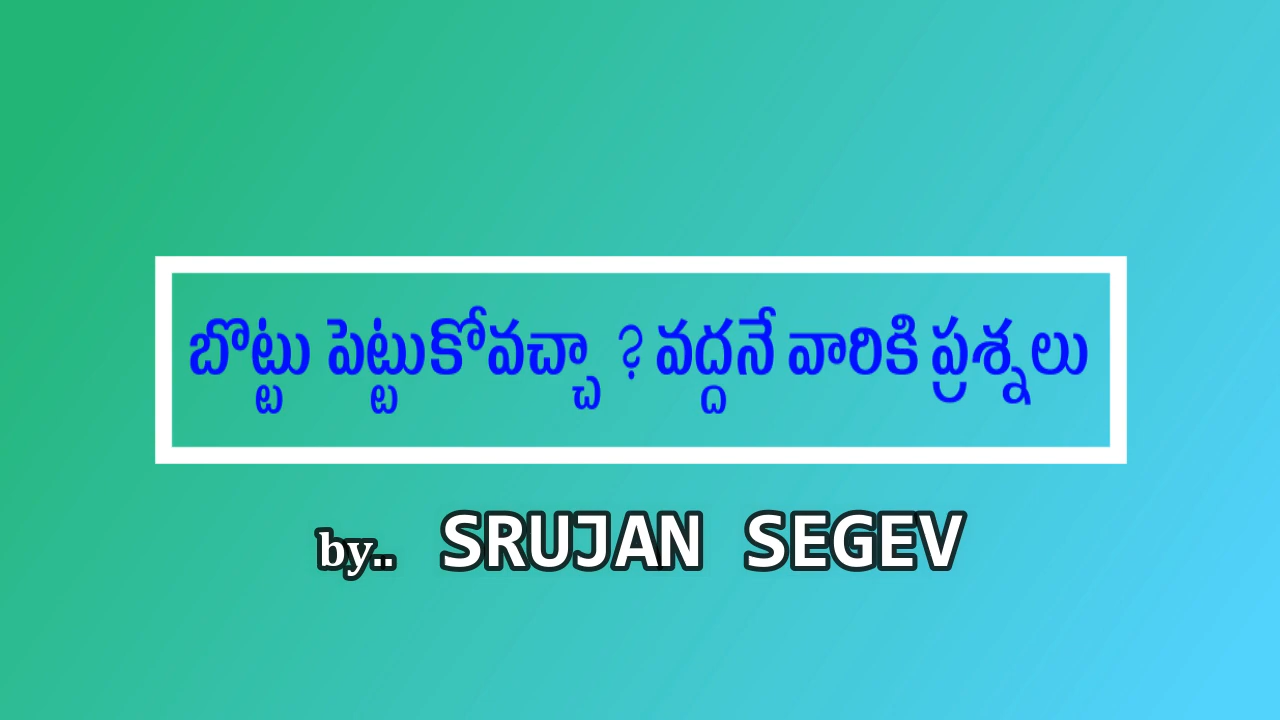 బొట్టు పెట్టుకోవచ్చా ? వద్దనే వారికి ప్రశ్నలు
by.. SRUJAN SEGEV